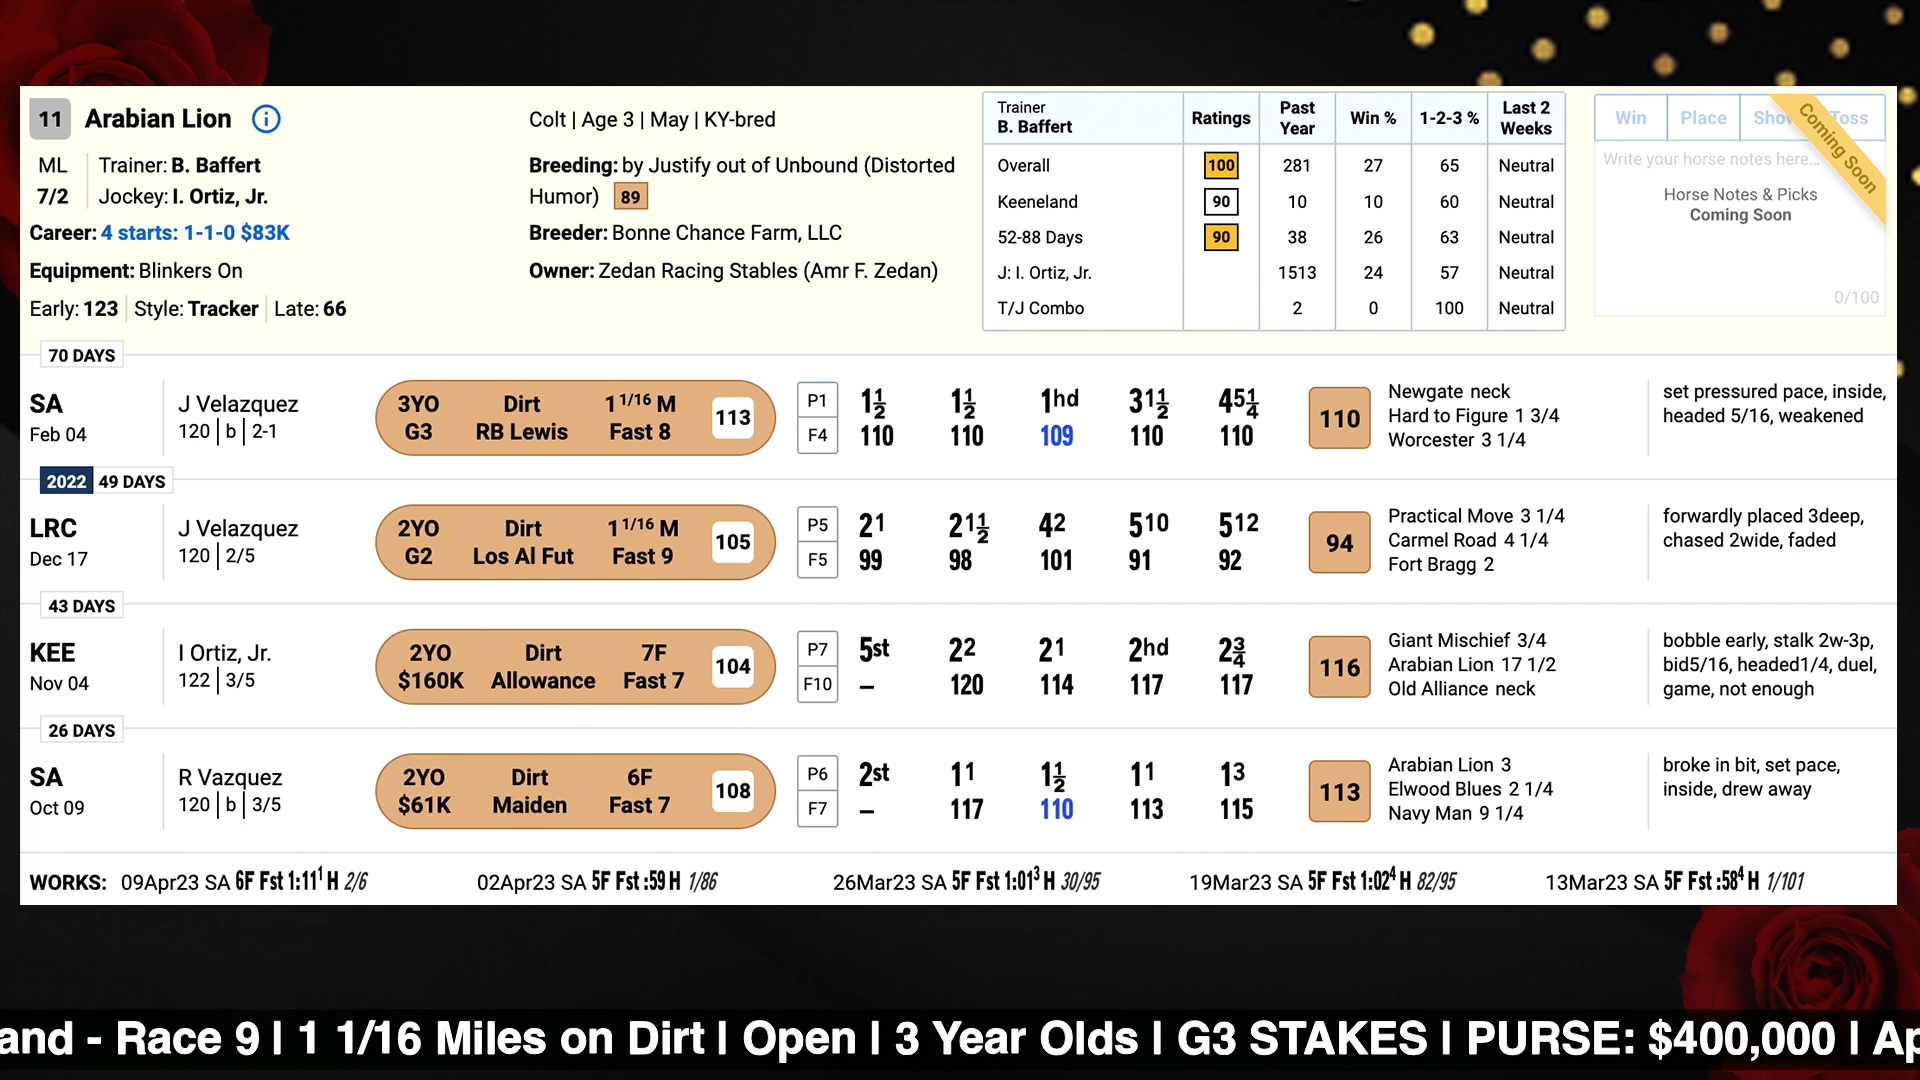 11 Arabian Lion i
ML 7/2
Trainer: B. Baffert
Jockey: I. Ortiz, Jr.
Career: 4 starts: 1-1-0 $83K
Equipment: Blinkers On
Early: 123 | Style: Tracker | Late: 66
Colt | Age 3 | May | KY-bred
Breeding: by Justify out of Unbound (Distorted
Humor) 89
Breeder: Bonne Chance Farm, LLC
Owner: Zedan Racing Stables (Amr F. Zedan)
Trainer B. Baffert Ratings Past Year Win % 1-2-3 % Last 2 Weeks
Overall 100 281 27 65 Neutral
Keeneland 90 10 10 60 Neutral
52-88 Days 90 38 26 63 Neutral
J: I. Ortiz, Jr. 1513 24 57 Neutral
T/J Combo 2 0 100 Neutral
Win Place Show Toss
Coming Soon
Write your horse notes here...
Horse Notes & Picks
Coming Soon
0/100
70 DAYS
SA J Velazquez 3YO Dirt 1 1/16 M 113 P1 1 1/2 1 1/2 1hd 3 1 1/2 4 5 1/4 110 Newgate neck set pressured pace, inside,
Feb 04 120 | b | 2-1 G3 RB Lewis Fast 8 F4 110 110 109 110 110 Hard to Figure 1 3/4 headed 5/16, weakened
Worcester 3 1/4
2022 49 DAYS
LRC J Velazquez 2YO Dirt 1 1/16 M 105 P5 2 1 2 1 1/2 4 2 5 10 5 12 94 Practical Move 3 1/4 forwardly placed 3deep,
Dec 17 120 | 2/5 G2 Los Al Fut Fast 9 F5 99 98 101 91 92 Carmel Road 4 1/4 chased 2wide, faded
Fort Bragg 2
43 DAYS
KEE I Ortiz, Jr. 2YO Dirt 7F 104 P7 5st 2 2 2 1 2hd 2 3/4 116 Giant Mischief 3/4 bobble early, stalk 2w-3p,
Nov 04 122 | 3/5 $160K Allowance Fast 7 F10 – 120 114 117 117 Arabian Lion 17 1/2 bid5/16, headed1/4, duel,
Old Alliance neck game, not enough
26 DAYS
SA R Vazquez 2YO Dirt 6F 108 P6 2st 1 1 1 1/2 1 1 1 3 113 Arabian Lion 3 broke in bit, set pace,
Oct 09 120 | b | 3/5 $61K Maiden Fast 7 F7 – 117 110 113 115 Elwood Blues 2 1/4 inside, drew away
Navy Man 9 1/4
WORKS: 09Apr23 SA 6F Fst 1:11 1 H 2/6 02Apr23 SA 5F Fst :59 H 1/86 26Mar23 SA 5F Fst 1:01 3 H 30/95 19Mar23 SA 5F Fst 1:02 4 H 82/95 13Mar23 SA 5F Fst :58 4 H 1/101
and - Race 9 | 1 1/16 Miles on Dirt | Open | 3 Year Olds | G3 STAKES | PURSE: $400,000 | Ap